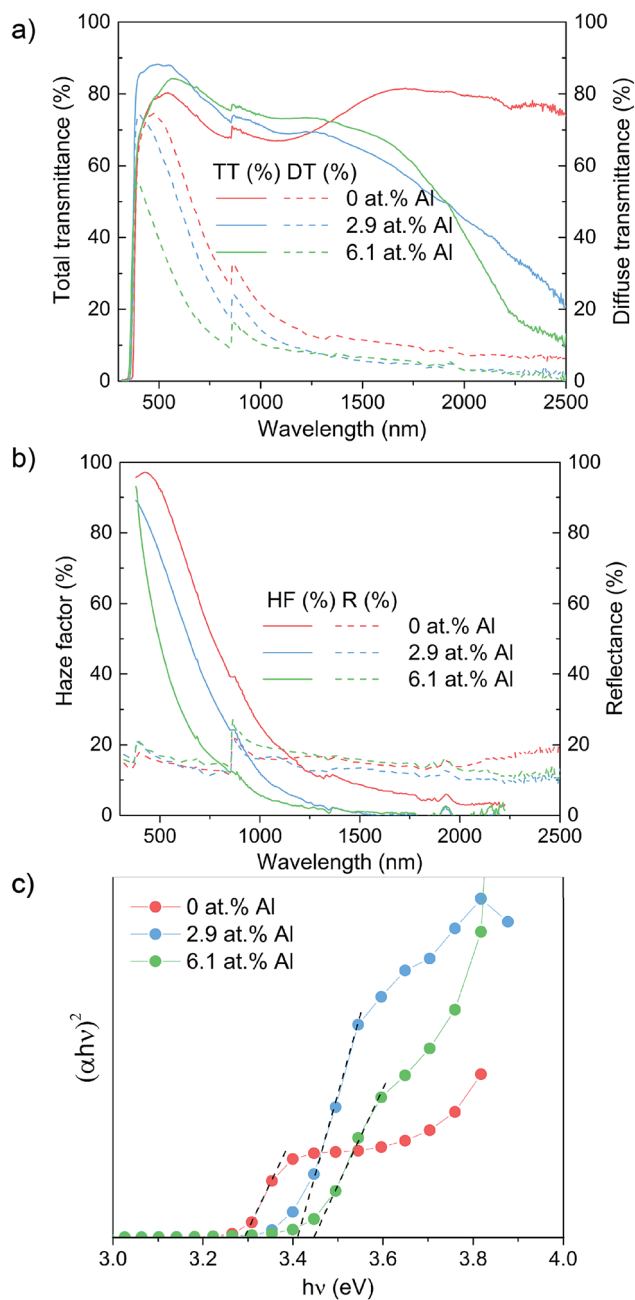 a)
Total transmittance (%)
Diffuse transmittance (%)
100
80
60
40
20
0
100
80
60
40
20
0
TT (%) DT (%)
0 at.% Al
2.9 at.% Al
6.1 at.% Al
500 1000 1500 2000 2500
Wavelength (nm)
b)
Haze factor (%)
Reflectance (%)
100
80
60
40
20
0
100
80
60
40
20
0
HF (%) R (%)
0 at.% Al
2.9 at.% Al
6.1 at.% Al
500 1000 1500 2000 2500
Wavelength (nm)
c)
(αhν)²
0 at.% Al
2.9 at.% Al
6.1 at.% Al
3.0 3.2 3.4 3.6 3.8 4.0
hν (eV)